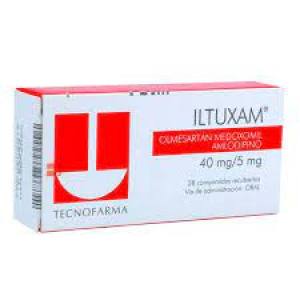 ILTUXAM®
OLMESARTAN MEDOXOMIL
AMLODIPINO
40 mg/5 mg
28 comprimidos recubiertos
Vía de administración: ORAL
TECNOFARMA